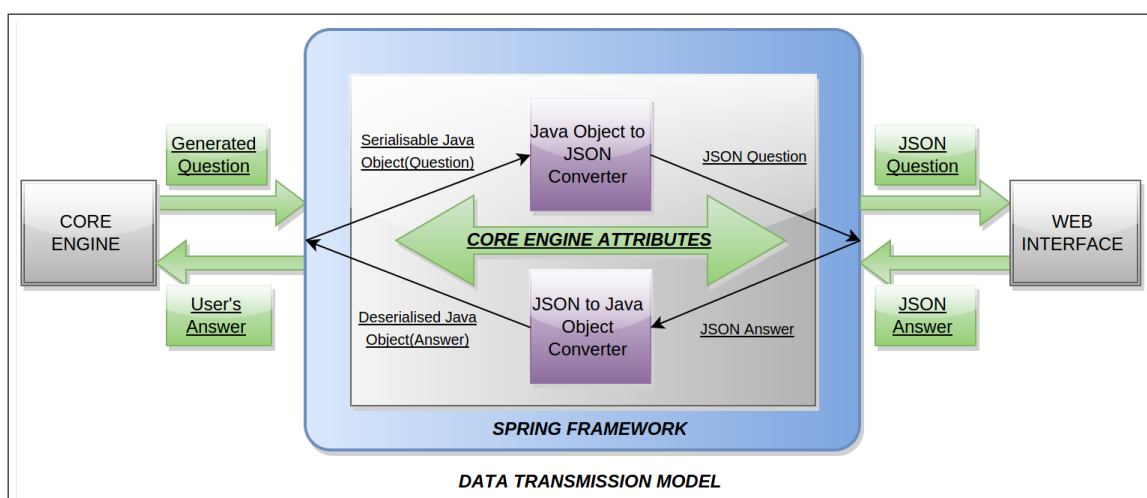 Generated
Question
Serialisable Java
Object(Question)
Java Object to
JSON
Converter
JSON Question
JSON
Question
CORE
ENGINE
CORE ENGINE ATTRIBUTES
WEB
INTERFACE
User's
Answer
Deserialised Java
Object(Answer)
JSON to Java
Object
Converter
JSON Answer
JSON
Answer
SPRING FRAMEWORK
DATA TRANSMISSION MODEL